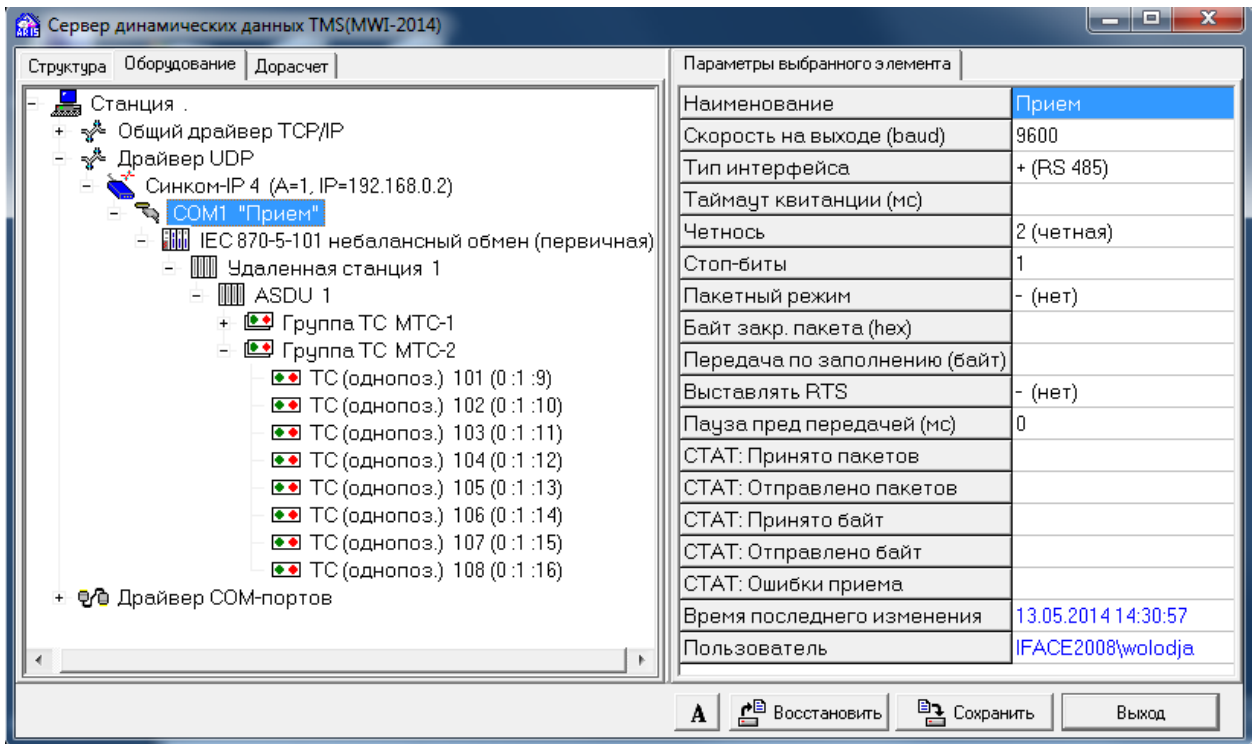 Сервер динамических данных TMS(MWI-2014)
Структура Оборудование Дорасчет
Станция .
Общий драйвер TCP/IP
Драйвер UDP
Синком-IP 4 (A=1, IP=192.168.0.2)
COM1 "Прием"
IEC 870-5-101 небалансный обмен (первичная)
Удаленная станция 1
ASDU 1
Группа ТС МТС-1
Группа ТС МТС-2
ТС (однопоз.) 101 (0 :1 :9)
ТС (однопоз.) 102 (0 :1 :10)
ТС (однопоз.) 103 (0 :1 :11)
ТС (однопоз.) 104 (0 :1 :12)
ТС (однопоз.) 105 (0 :1 :13)
ТС (однопоз.) 106 (0 :1 :14)
ТС (однопоз.) 107 (0 :1 :15)
ТС (однопоз.) 108 (0 :1 :16)
Драйвер COM-портов
Параметры выбранного элемента
Наименование Прием
Скорость на выходе (baud) 9600
Тип интерфейса + (RS 485)
Таймаут квитанции (мс)
Четнось 2 (четная)
Стоп-биты 1
Пакетный режим - (нет)
Байт закр. пакета (hex)
Передача по заполнению (байт)
Выставлять RTS - (нет)
Пауза пред передачей (мс) 0
СТАТ: Принято пакетов
СТАТ: Отправлено пакетов
СТАТ: Принято байт
СТАТ: Отправлено байт
СТАТ: Ошибки приема
Время последнего изменения 13.05.2014 14:30:57
Пользователь IFACE2008\wolodja
A Восстановить Сохранить Выход